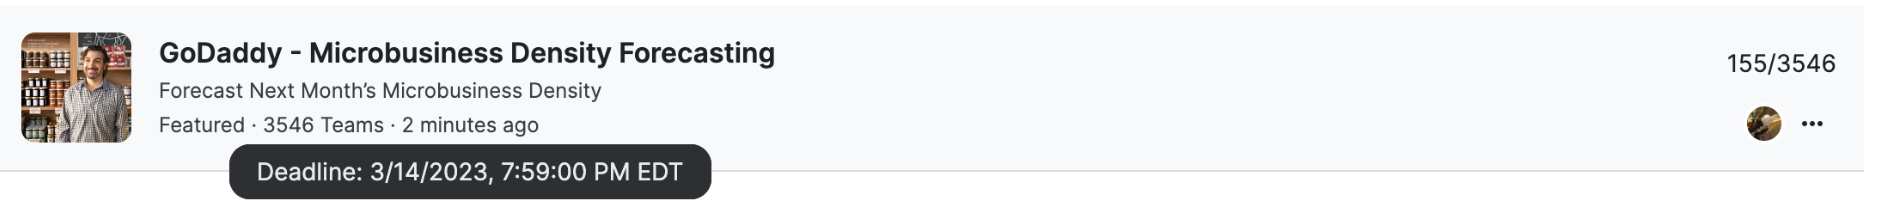 GoDaddy - Microbusiness Density Forecasting
155/3546
Forecast Next Month’s Microbusiness Density
Featured · 3546 Teams · 2 minutes ago
Deadline: 3/14/2023, 7:59:00 PM EDT